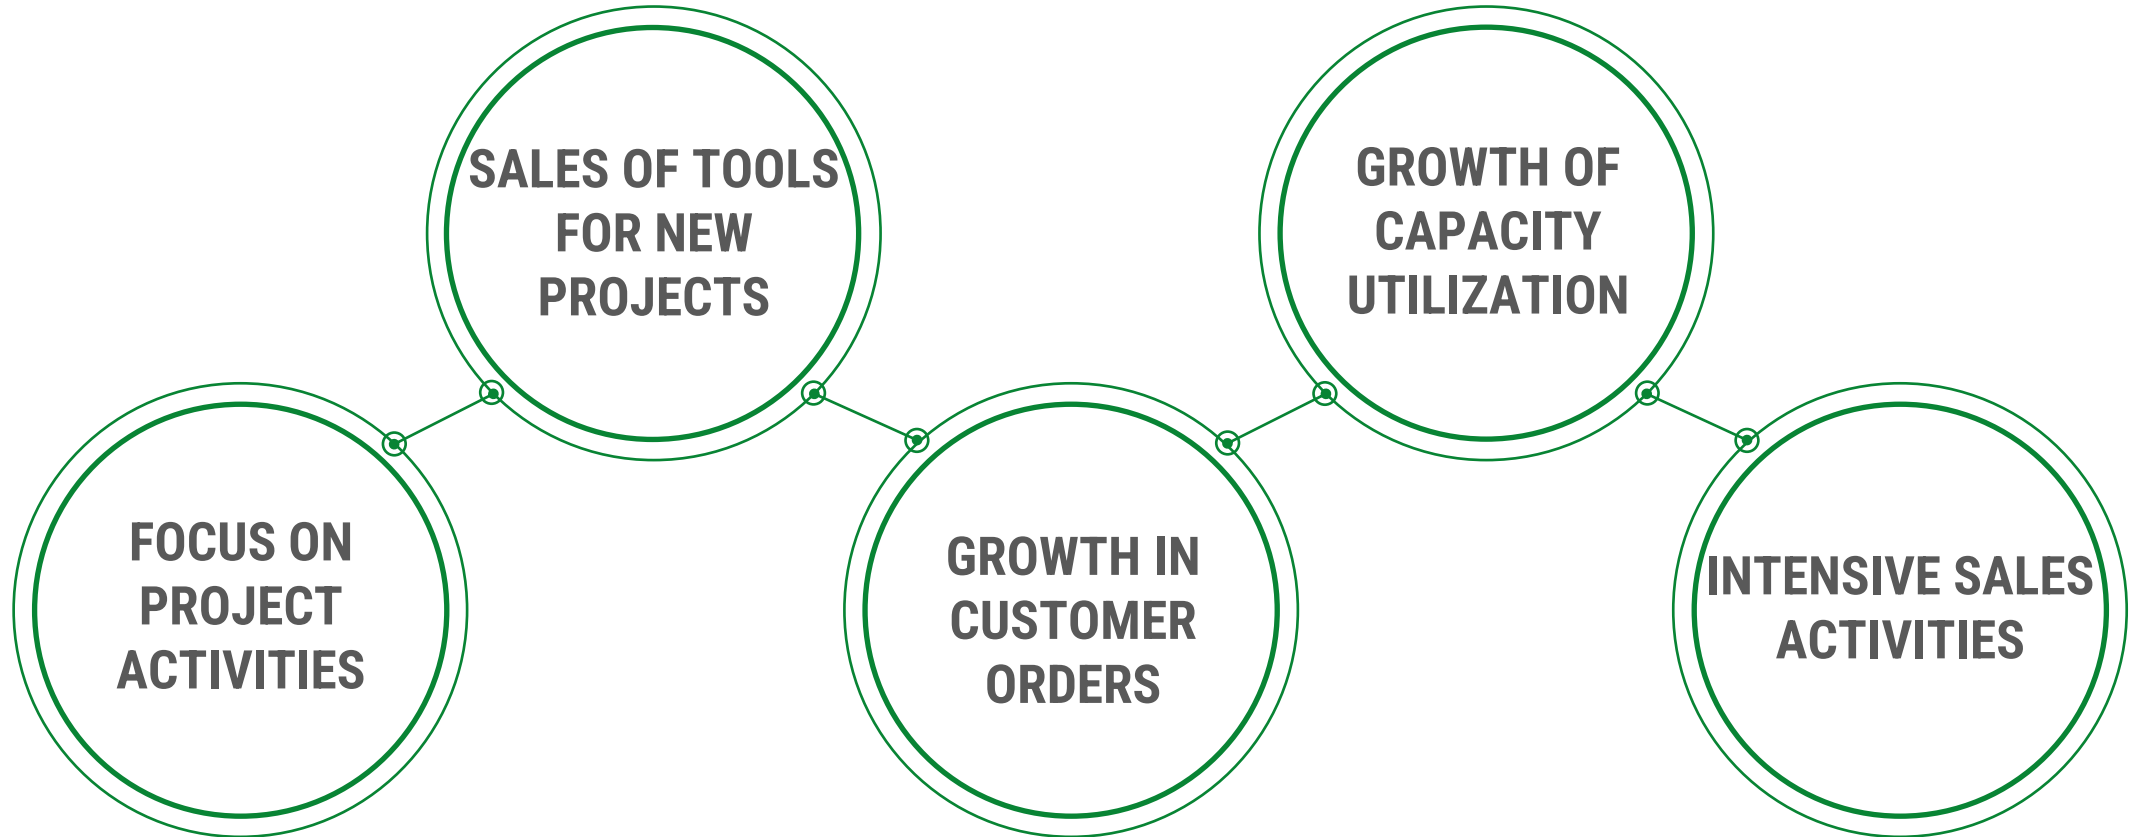 FOCUS ON
PROJECT
ACTIVITIES
SALES OF TOOLS
FOR NEW
PROJECTS
GROWTH IN
CUSTOMER
ORDERS
GROWTH OF
CAPACITY
UTILIZATION
INTENSIVE SALES
ACTIVITIES